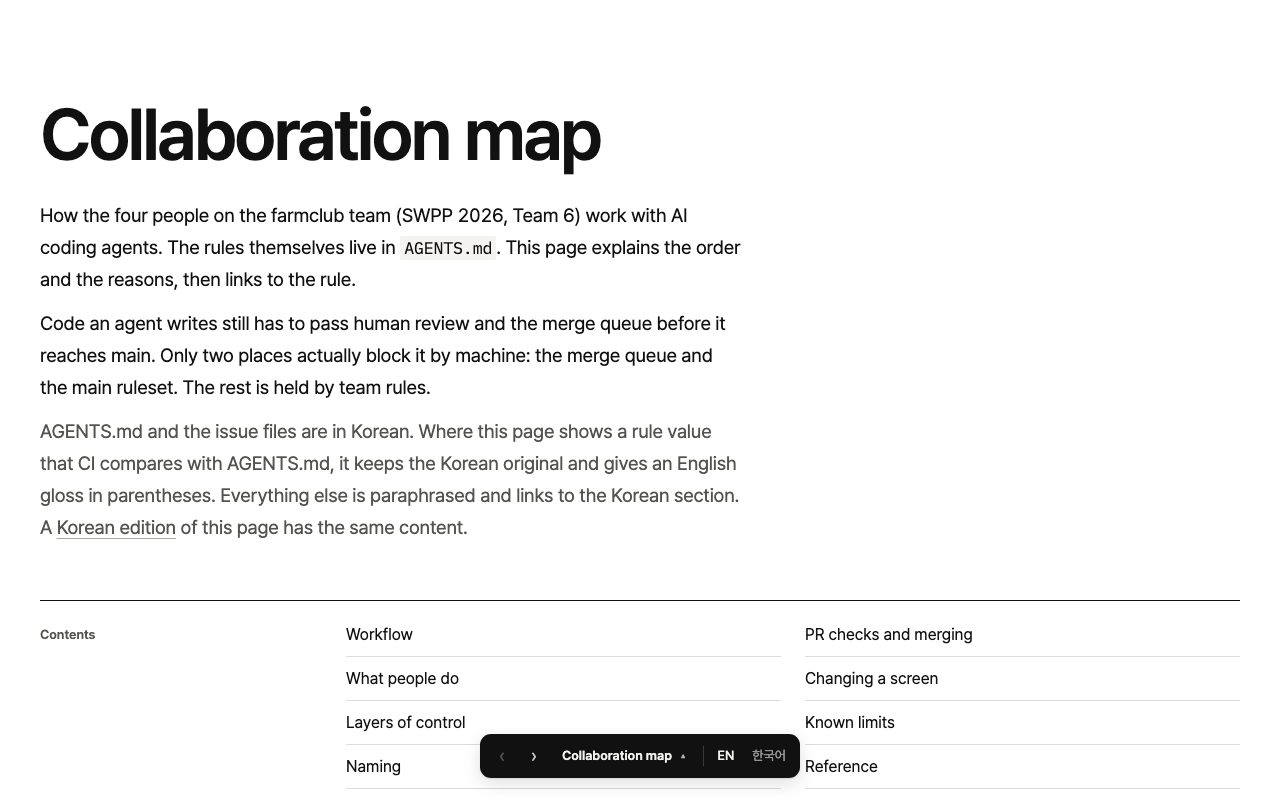 Collaboration map
How the four people on the farmclub team (SWPP 2026, Team 6) work with AI
coding agents. The rules themselves live in AGENTS.md. This page explains the order
and the reasons, then links to the rule.
Code an agent writes still has to pass human review and the merge queue before it
reaches main. Only two places actually block it by machine: the merge queue and
the main ruleset. The rest is held by team rules.
AGENTS.md and the issue files are in Korean. Where this page shows a rule value
that CI compares with AGENTS.md, it keeps the Korean original and gives an English
gloss in parentheses. Everything else is paraphrased and links to the Korean section.
A Korean edition of this page has the same content.
Contents
Workflow
What people do
Layers of control
Naming
PR checks and merging
Changing a screen
Known limits
Reference
‹ › Collaboration map ▴ EN 한국어